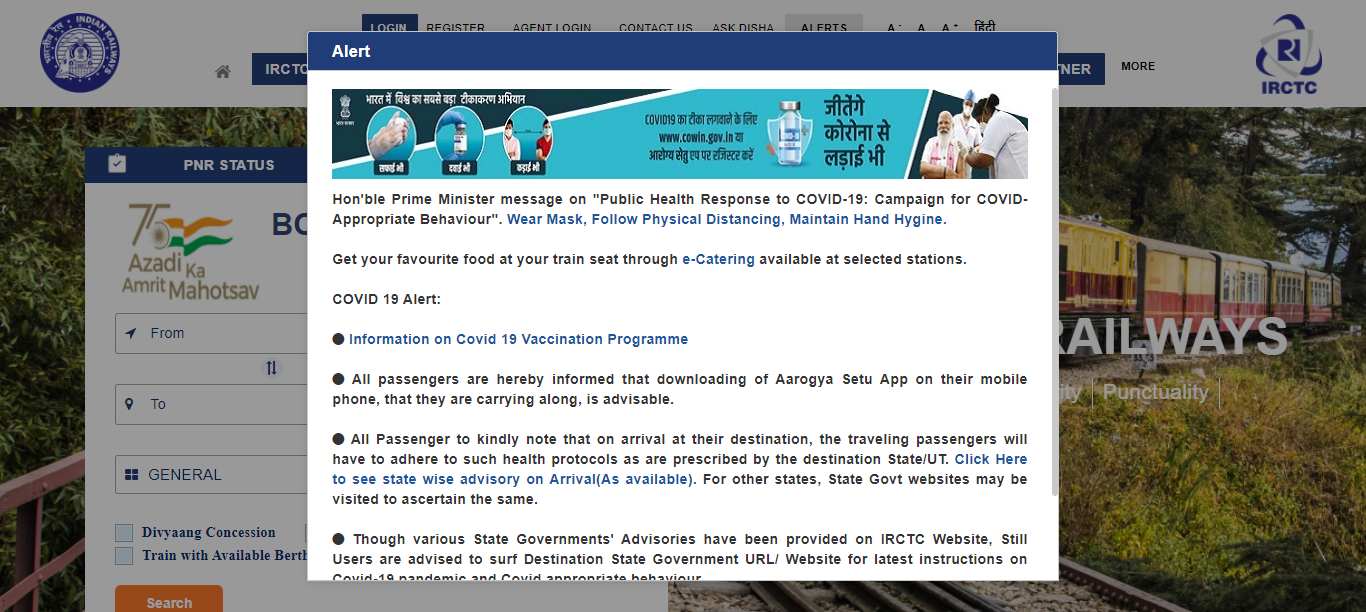 LOGIN REGISTER AGENT LOGIN CONTACT US ASK DISHA ALERTS A- A A+ हिंदी
INDIAN RAILWAYS
भारतीय रेल
IRCTC
MORE
IRCTC
Alert
भारत में विश्व का सबसे बड़ा टीकाकरण अभियान
सफाई भी
दवाई भी
कड़ाई भी
COVID19 का टीका लगवाने के लिए
www.cowin.gov.in या
आरोग्य सेतु एप पर रजिस्टर करें
जीतेंगे
कोरोना से
लड़ाई भी
Hon'ble Prime Minister message on "Public Health Response to COVID-19: Campaign for COVID-
Appropriate Behaviour". Wear Mask, Follow Physical Distancing, Maintain Hand Hygine.
Get your favourite food at your train seat through e-Catering available at selected stations.
COVID 19 Alert:
● Information on Covid 19 Vaccination Programme
● All passengers are hereby informed that downloading of Aarogya Setu App on their mobile
phone, that they are carrying along, is advisable.
● All Passenger to kindly note that on arrival at their destination, the traveling passengers will
have to adhere to such health protocols as are prescribed by the destination State/UT. Click Here
to see state wise advisory on Arrival(As available). For other states, State Govt websites may be
visited to ascertain the same.
● Though various State Governments' Advisories have been provided on IRCTC Website, Still
Users are advised to surf Destination State Government URL/ Website for latest instructions on
Covid-19 pandemic and Covid appropriate behaviour.
PNR STATUS
75
Azadi Ka
Amrit Mahotsav
From
To
GENERAL
Divyaang Concession
Train with Available Berth
Search
RAILWAYS
Punctuality